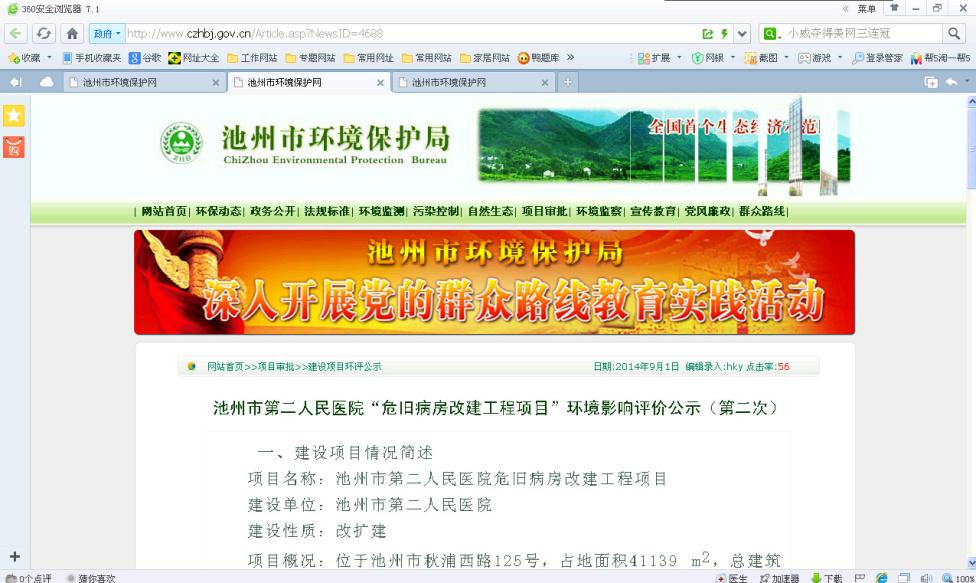 360安全浏览器 7.1
菜单
政府
http://www.czhbj.gov.cn/Article.asp?NewsID=4688
小威夺得美网三连冠
收藏 手机收藏夹 谷歌 网址大全 工作网站 专题网站 常用网址 常用网站 家居网站 鸭题库 » 扩展 网银 截图 游戏 登录管家 帮5淘一帮5
池州市环境保护网 池州市环境保护网 池州市环境保护网
池州市环境保护局
ChiZhou Environmental Protection Bureau
全国首个生态经济示范区
| 网站首页| 环保动态| 政务公开| 法规标准| 环境监测| 污染控制| 自然生态| 项目审批| 环境监察| 宣传教育| 党风廉政| 群众路线|
池州市环境保护局
深入开展党的群众路线教育实践活动
网站首页>>项目审批>>建设项目环评公示 日期:2014年9月1日 编辑录入:hky 点击率:56
池州市第二人民医院“危旧病房改建工程项目”环境影响评价公示（第二次）
一、建设项目情况简述
项目名称：池州市第二人民医院危旧病房改建工程项目
建设单位：池州市第二人民医院
建设性质：改扩建
项目概况：位于池州市秋浦西路125号，占地面积41139 m²，总建筑
0个点评 猜你喜欢 医生 加速器 下载